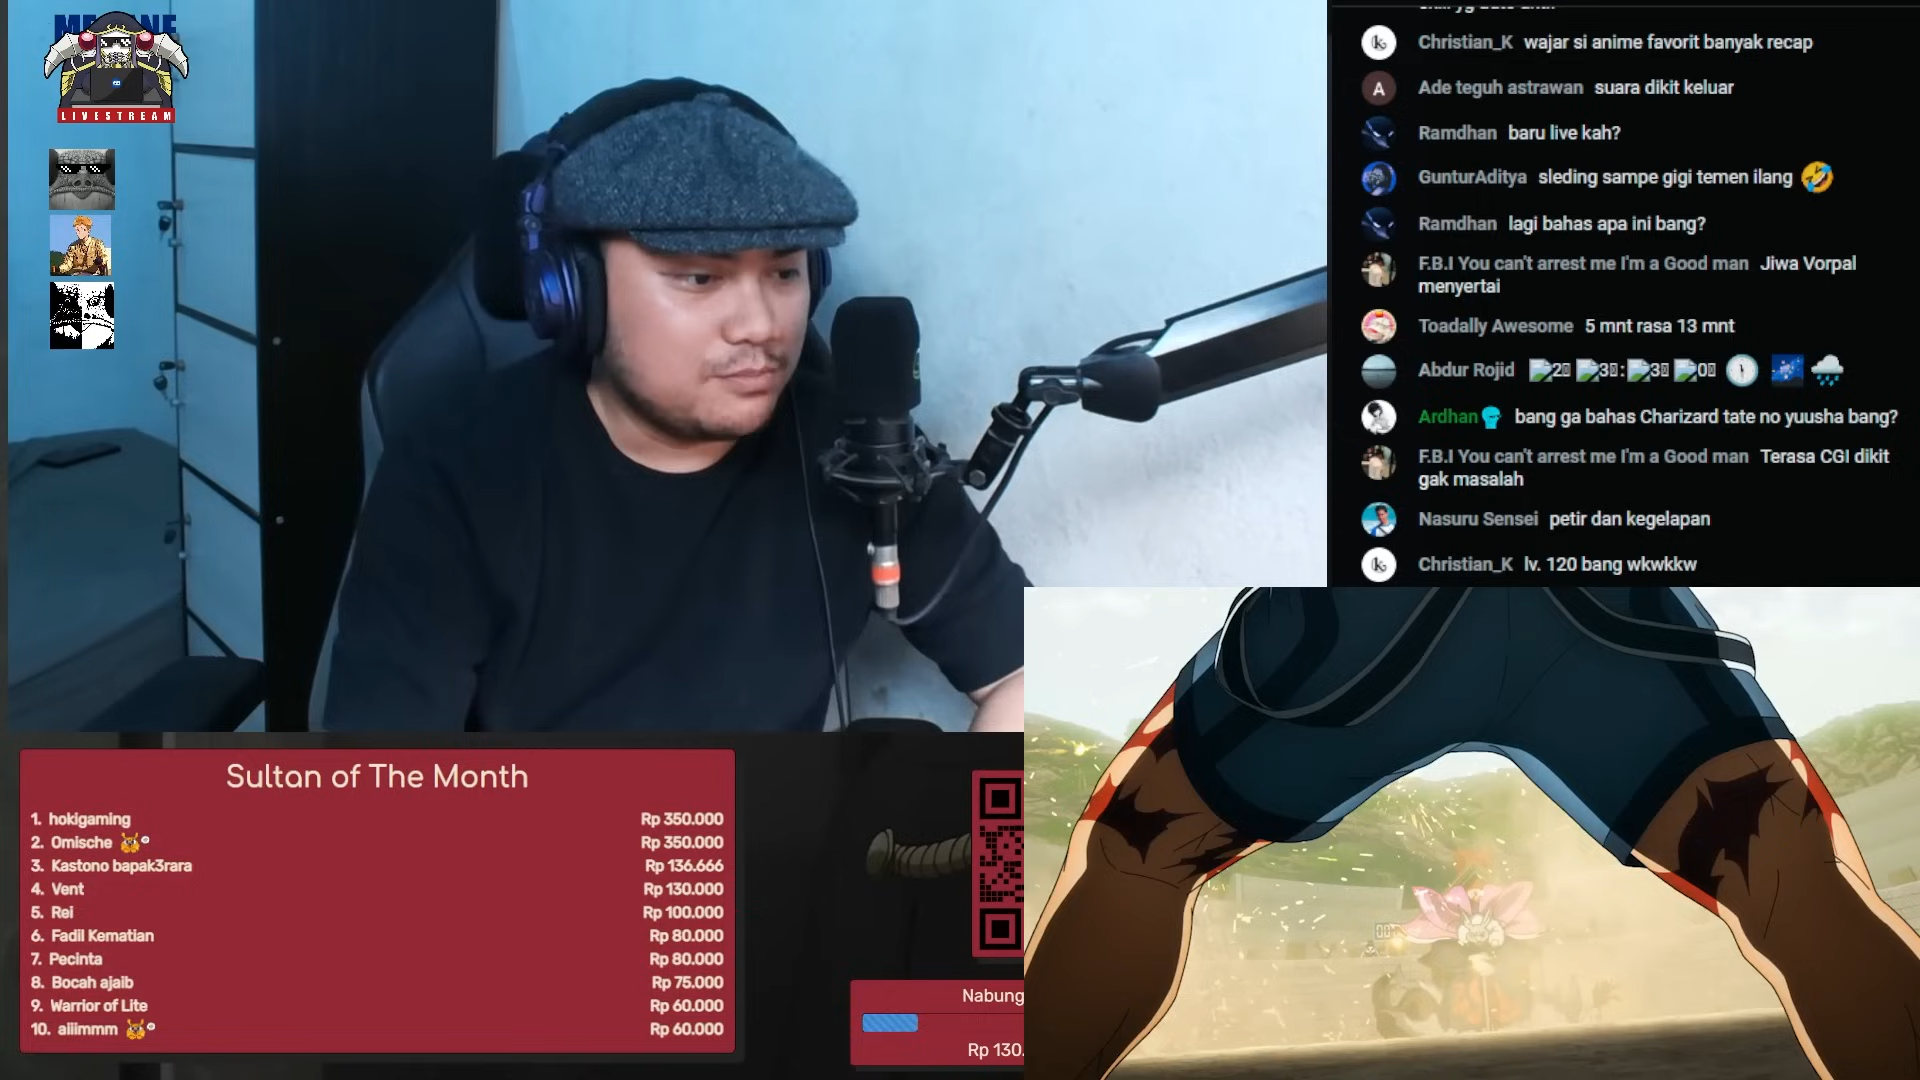 LIVESTREAM
Christian_K wajar si anime favorit banyak recap
Ade teguh astrawan suara dikit keluar
Ramdhan baru live kah?
GunturAditya sleding sampe gigi temen ilang 🤣
Ramdhan lagi bahas apa ini bang?
F.B.I You can't arrest me I'm a Good man Jiwa Vorpal
menyertai
Toadally Awesome 5 mnt rasa 13 mnt
Abdur Rojid 2 3 : 3 0
Ardhan bang ga bahas Charizard tate no yuusha bang?
F.B.I You can't arrest me I'm a Good man Terasa CGI dikit
gak masalah
Nasuru Sensei petir dan kegelapan
Christian_K lv. 120 bang wkwkkw
Sultan of The Month
1. hokigaming Rp 350.000
2. Omische Rp 350.000
3. Kastono bapak3rara Rp 136.666
4. Vent Rp 130.000
5. Rei Rp 100.000
6. Fadil Kematian Rp 80.000
7. Pecinta Rp 80.000
8. Bocah ajaib Rp 75.000
9. Warrior of Lite Rp 60.000
10. aiiimmm Rp 60.000
Nabung
Rp 130.